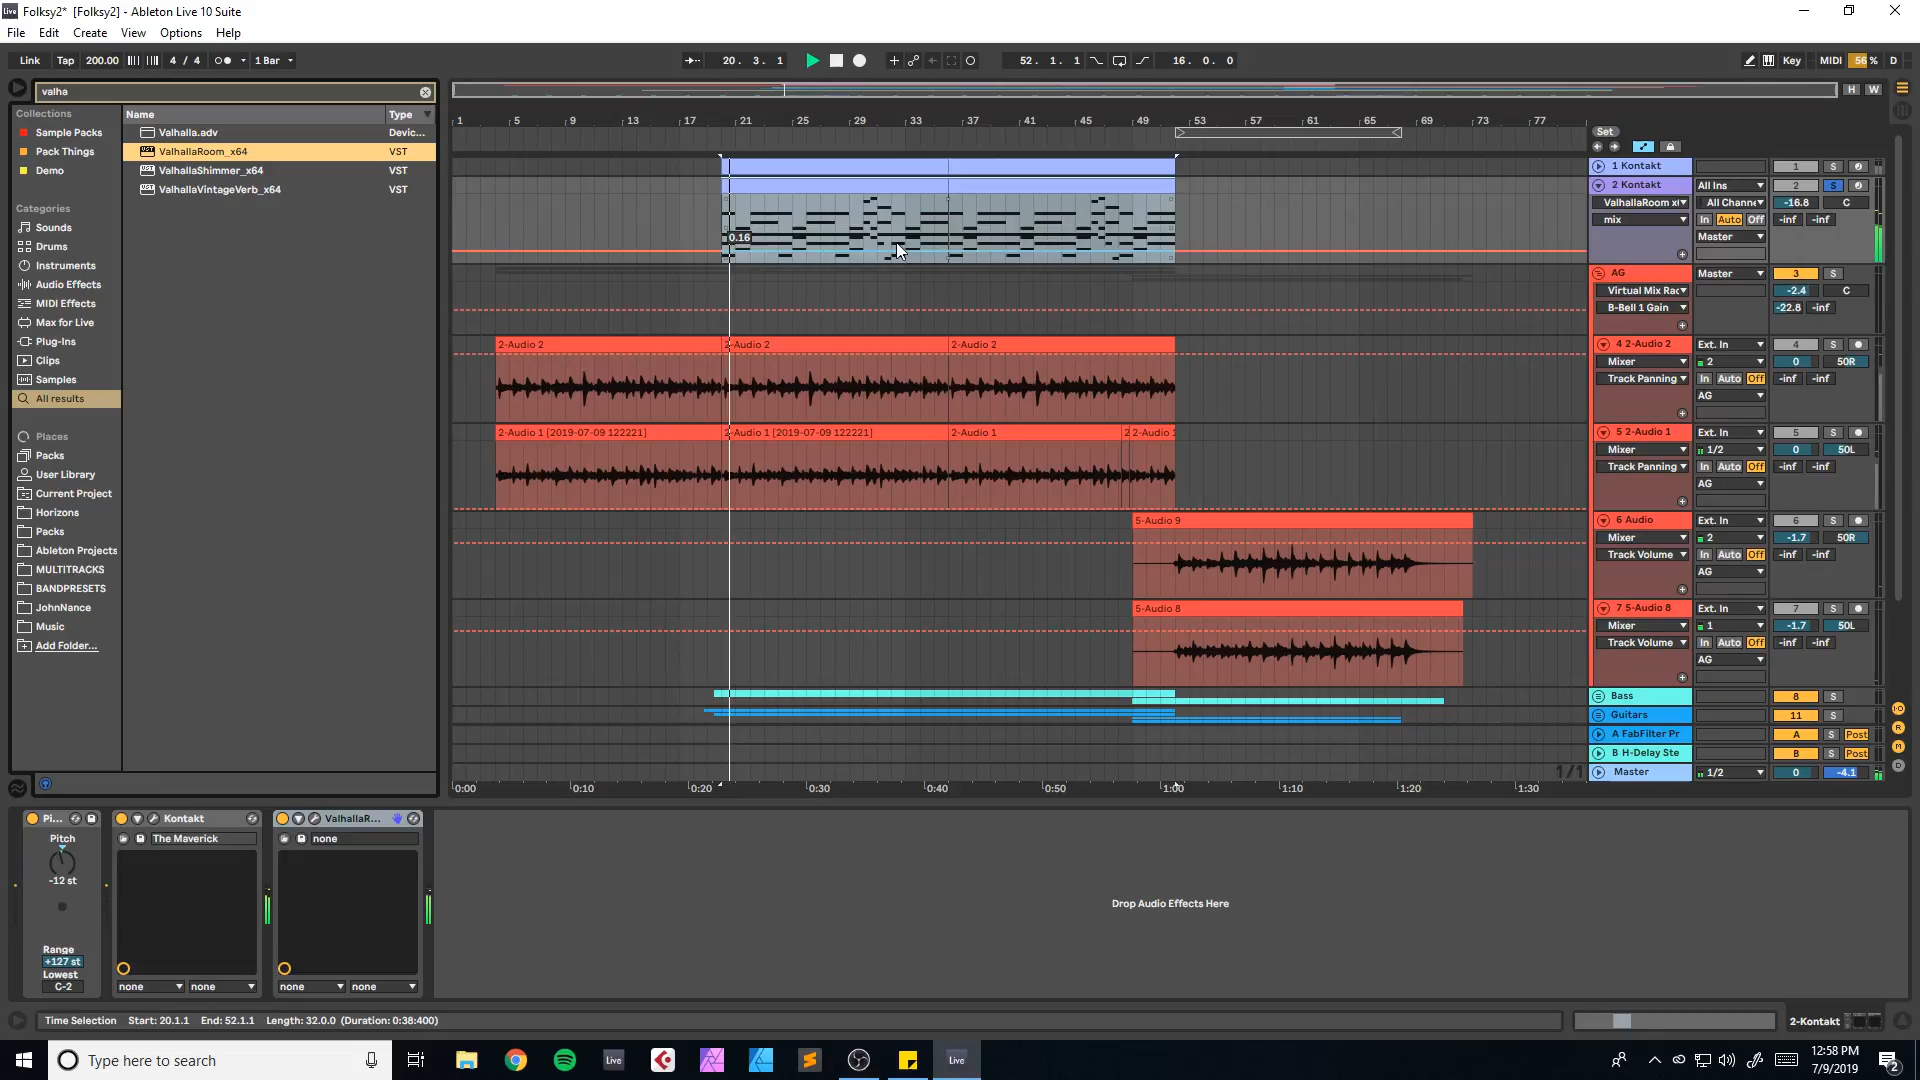 Folksy2* [Folksy2] - Ableton Live 10 Suite
File Edit Create View Options Help
Link Tap 200.00 4 / 4 1 Bar 20. 3. 1 52. 1. 1 16. 0. 0 Key MIDI 56 % D
valha
H W
Collections
Sample Packs
Pack Things
Demo
Categories
Sounds
Drums
Instruments
Audio Effects
MIDI Effects
Max for Live
Plug-Ins
Clips
Samples
All results
Places
Packs
User Library
Current Project
Horizons
Packs
Ableton Projects
MULTITRACKS
BANDPRESETS
JohnNance
Music
Add Folder...
Name Type
Valhalla.adv Devic...
ValhallaRoom_x64 VST
ValhallaShimmer_x64 VST
ValhallaVintageVerb_x64 VST
1 5 9 13 17 21 25 29 33 37 41 45 49 53 57 61 65 69 73 77
Set
0.16
2-Audio 2 2-Audio 2 2-Audio 2
2-Audio 1 [2019-07-09 122221] 2-Audio 1 [2019-07-09 122221] 2-Audio 1 2 2-Audio 1
5-Audio 9
5-Audio 8
1/1
0:00 0:10 0:20 0:30 0:40 0:50 1:00 1:10 1:20 1:30
1 Kontakt 1 S
2 Kontakt All Ins 2 S
ValhallaRoom x All Channe -16.8 C
mix In Auto Off -inf -inf
Master
AG Master 3 S
Virtual Mix Rac -2.4 C
B-Bell 1 Gain -22.8 -inf
4 2-Audio 2 Ext. In 4 S
Mixer 2 0 50R
Track Panning In Auto Off -inf -inf
AG
5 2-Audio 1 Ext. In 5 S
Mixer 1/2 0 50L
Track Panning In Auto Off -inf -inf
AG
6 Audio Ext. In 6 S
Mixer 2 -1.7 50R
Track Volume In Auto Off -inf -inf
AG
7 5-Audio 8 Ext. In 7 S
Mixer 1 -1.7 50L
Track Volume In Auto Off -inf -inf
AG
Bass 8 S
Guitars 11 S
A FabFilter Pr A S Post
B H-Delay Ste B S Post
Master 1/2 0 -4.1
I·O
R
M
D
Pi... Kontakt ValhallaR...
Pitch The Maverick none
-12 st
Range
+127 st
Lowest
C-2 none none none none
Drop Audio Effects Here
Time Selection Start: 20.1.1 End: 52.1.1 Length: 32.0.0 (Duration: 0:38:400)
2-Kontakt
Type here to search
Live
Live
12:58 PM
7/9/2019
2